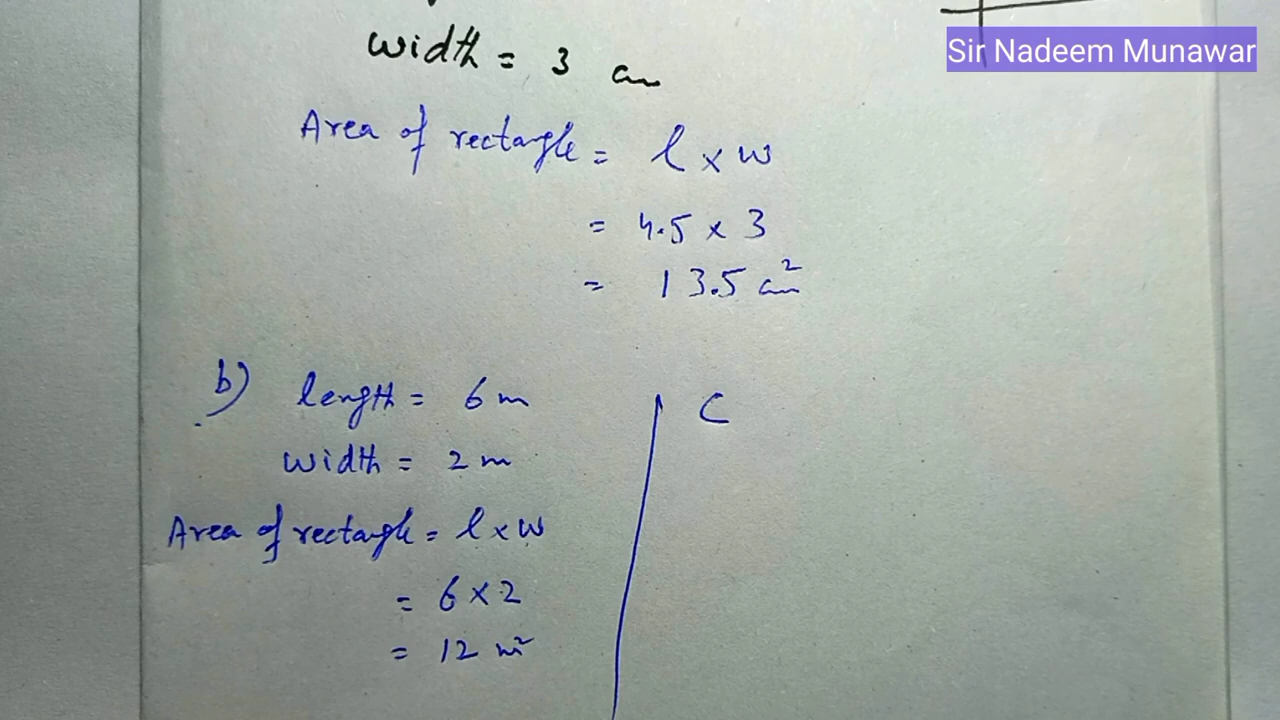 width = 3 cm
Sir Nadeem Munawar
Area of rectangle = l × w
= 4.5 × 3
= 13.5 cm²
b) length = 6 m
width = 2 m
Area of rectangle = l × w
= 6 × 2
= 12 m²
C